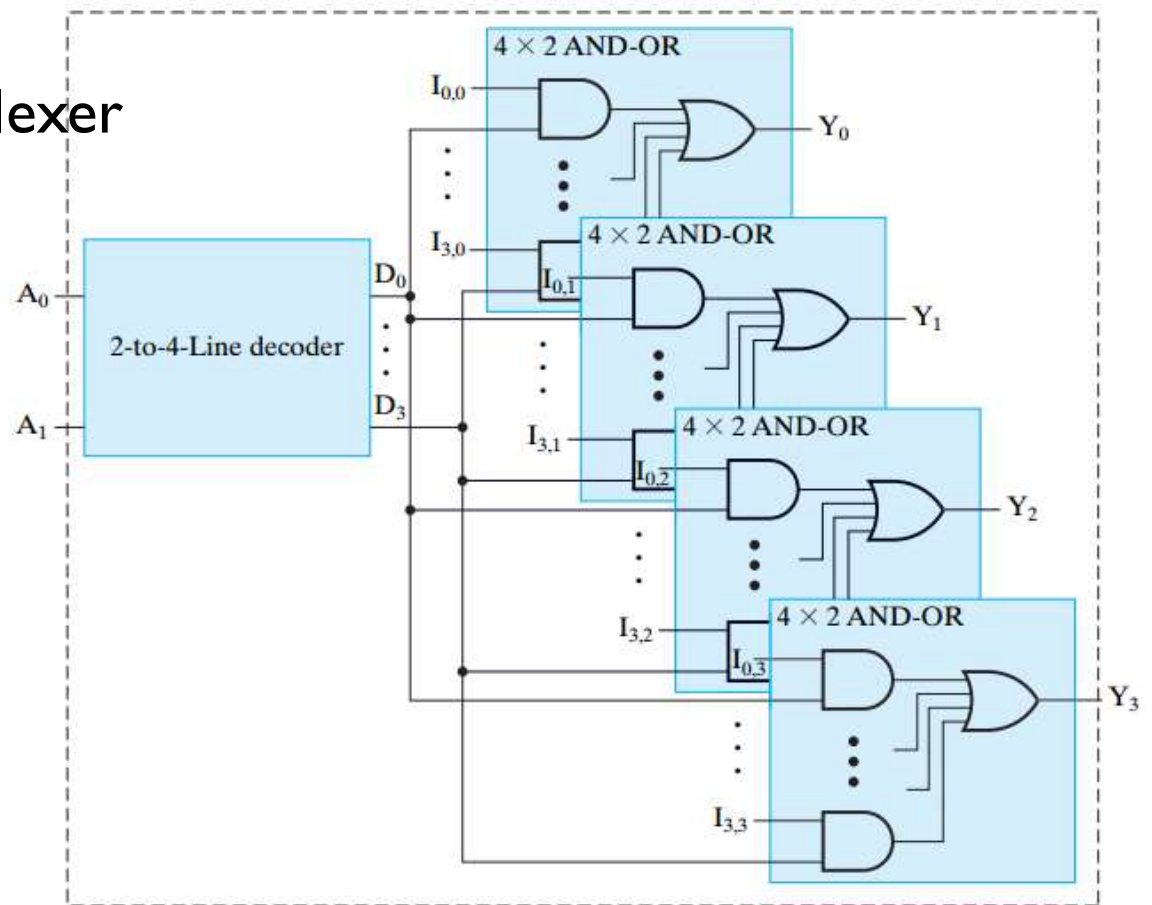 lexer
4 × 2 AND-OR
I0,0
Y0
I3,0
4 × 2 AND-OR
I0,1
Y1
D0
A0
2-to-4-Line decoder
A1
D3
I3,1
4 × 2 AND-OR
I0,2
Y2
I3,2
4 × 2 AND-OR
I0,3
Y3
I3,3